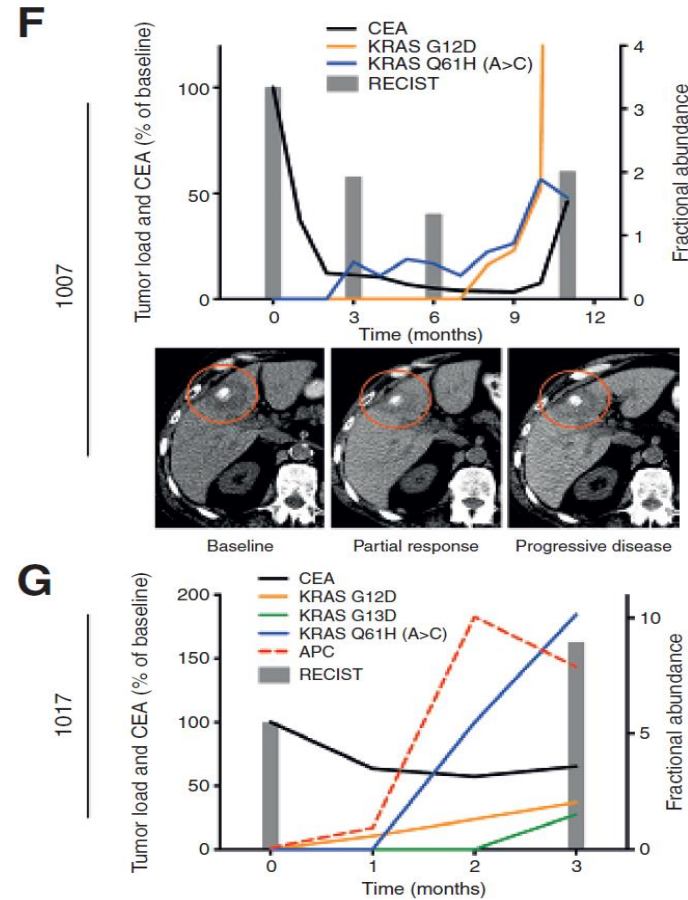 F
CEA
KRAS G12D
KRAS Q61H (A>C)
RECIST
Tumor load and CEA (% of baseline)
100
50
0
4
3
2
1
0
Fractional abundance
0
3
6
9
12
Time (months)
1007
Baseline
Partial response
Progressive disease
G
CEA
KRAS G12D
KRAS G13D
KRAS Q61H (A>C)
APC
RECIST
Tumor load and CEA (% of baseline)
200
150
100
50
0
10
5
0
Fractional abundance
0
1
2
3
Time (months)
1017